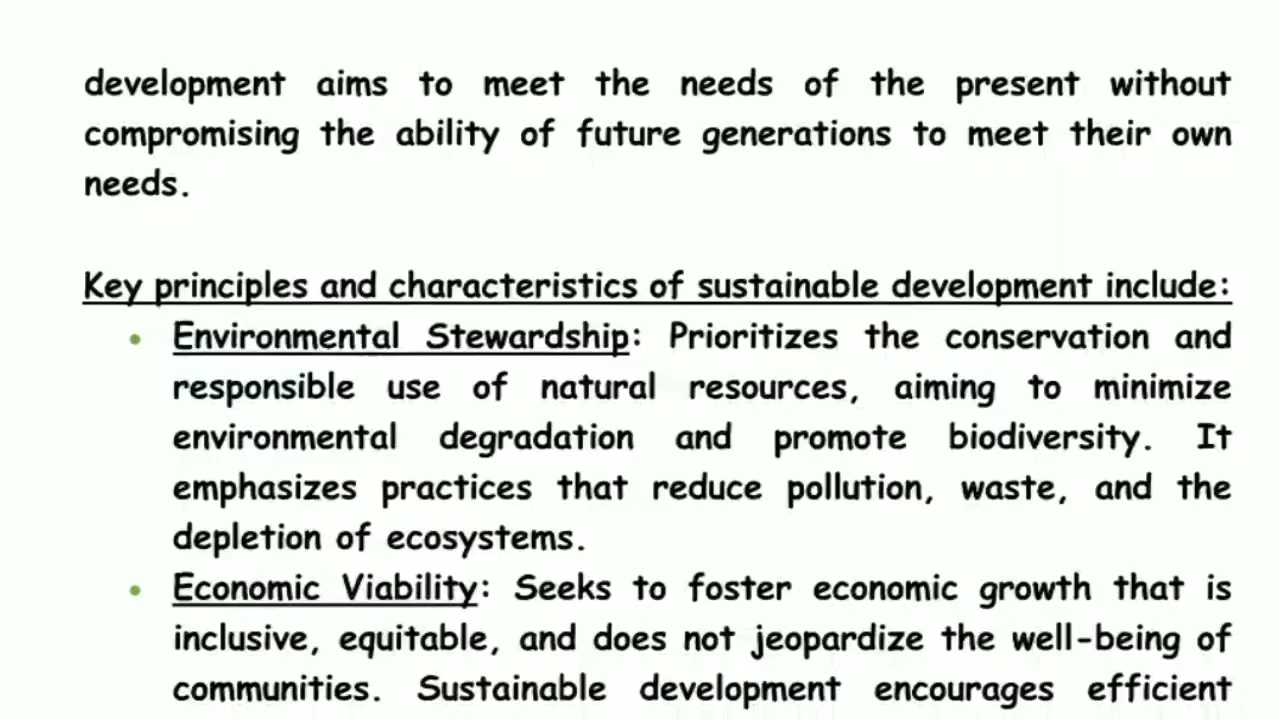 development aims to meet the needs of the present without
compromising the ability of future generations to meet their own
needs.
Key principles and characteristics of sustainable development include:
• Environmental Stewardship: Prioritizes the conservation and
responsible use of natural resources, aiming to minimize
environmental degradation and promote biodiversity. It
emphasizes practices that reduce pollution, waste, and the
depletion of ecosystems.
• Economic Viability: Seeks to foster economic growth that is
inclusive, equitable, and does not jeopardize the well-being of
communities. Sustainable development encourages efficient